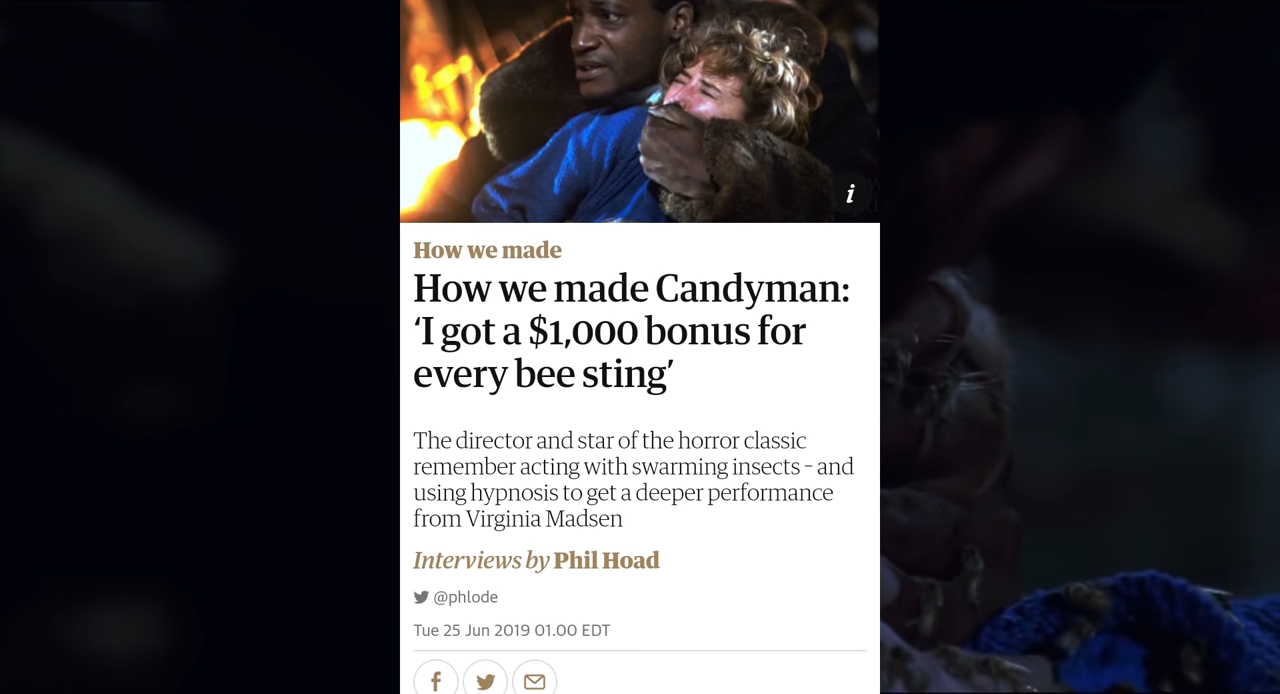 i
How we made
How we made Candyman:
‘I got a $1,000 bonus for
every bee sting’
The director and star of the horror classic
remember acting with swarming insects – and
using hypnosis to get a deeper performance
from Virginia Madsen
Interviews by Phil Hoad
@phlode
Tue 25 Jun 2019 01.00 EDT